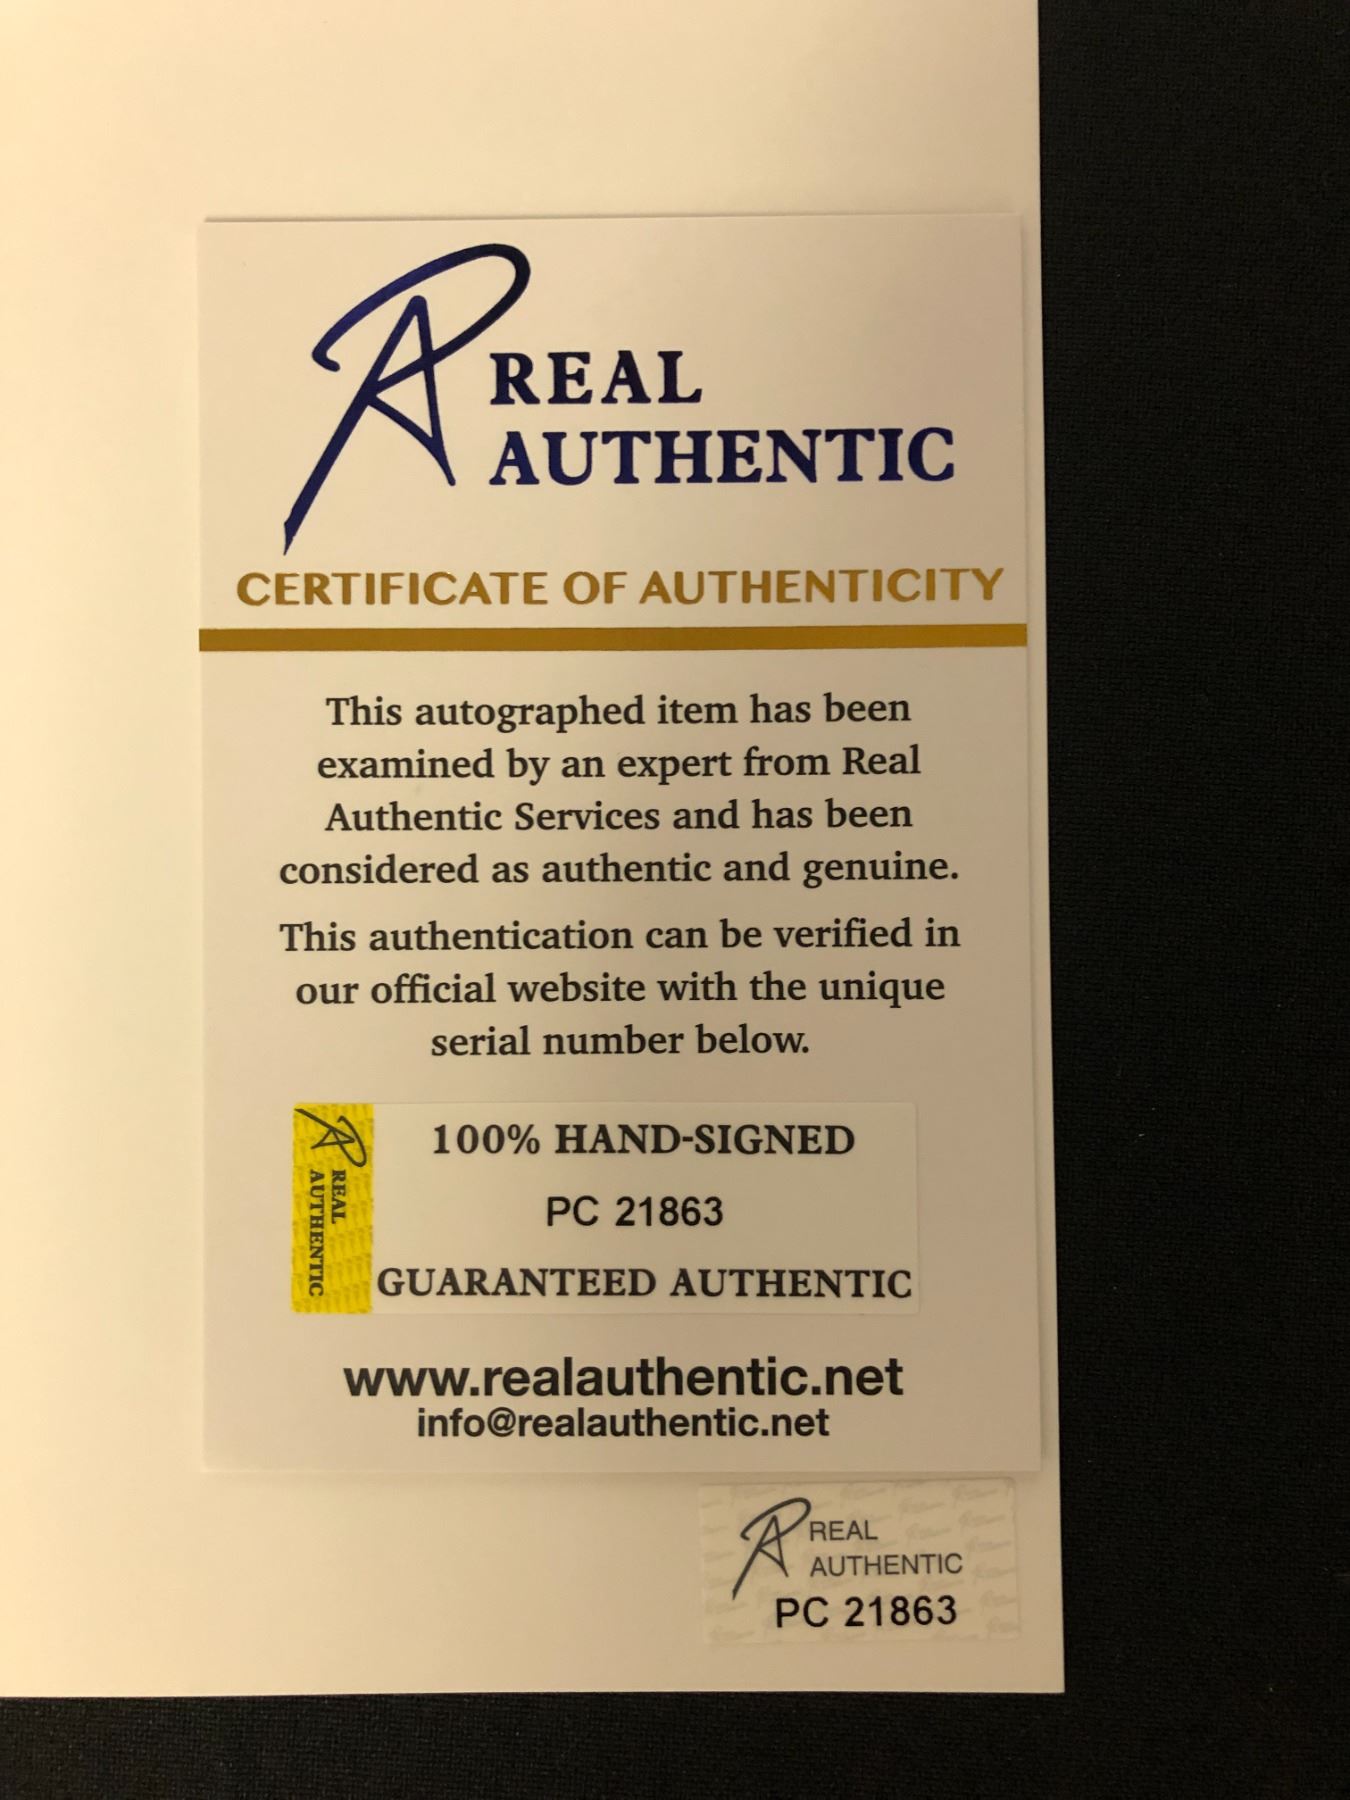 REAL
AUTHENTIC
CERTIFICATE OF AUTHENTICITY
This autographed item has been
examined by an expert from Real
Authentic Services and has been
considered as authentic and genuine.
This authentication can be verified in
our official website with the unique
serial number below.
REAL
AUTHENTIC
100% HAND-SIGNED
PC 21863
GUARANTEED AUTHENTIC
www.realauthentic.net
info@realauthentic.net
REAL
AUTHENTIC
PC 21863